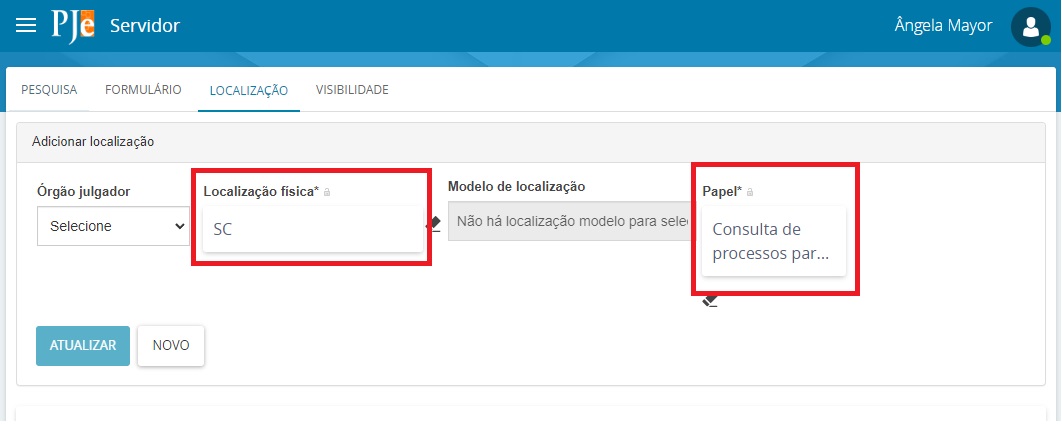 PJe Servidor Ângela Mayor
PESQUISA FORMULÁRIO LOCALIZAÇÃO VISIBILIDADE
Adicionar localização
Órgão julgador Localização física* Modelo de localização Papel*
Selecione SC Não há localização modelo para sele Consulta de
processos par...
ATUALIZAR NOVO